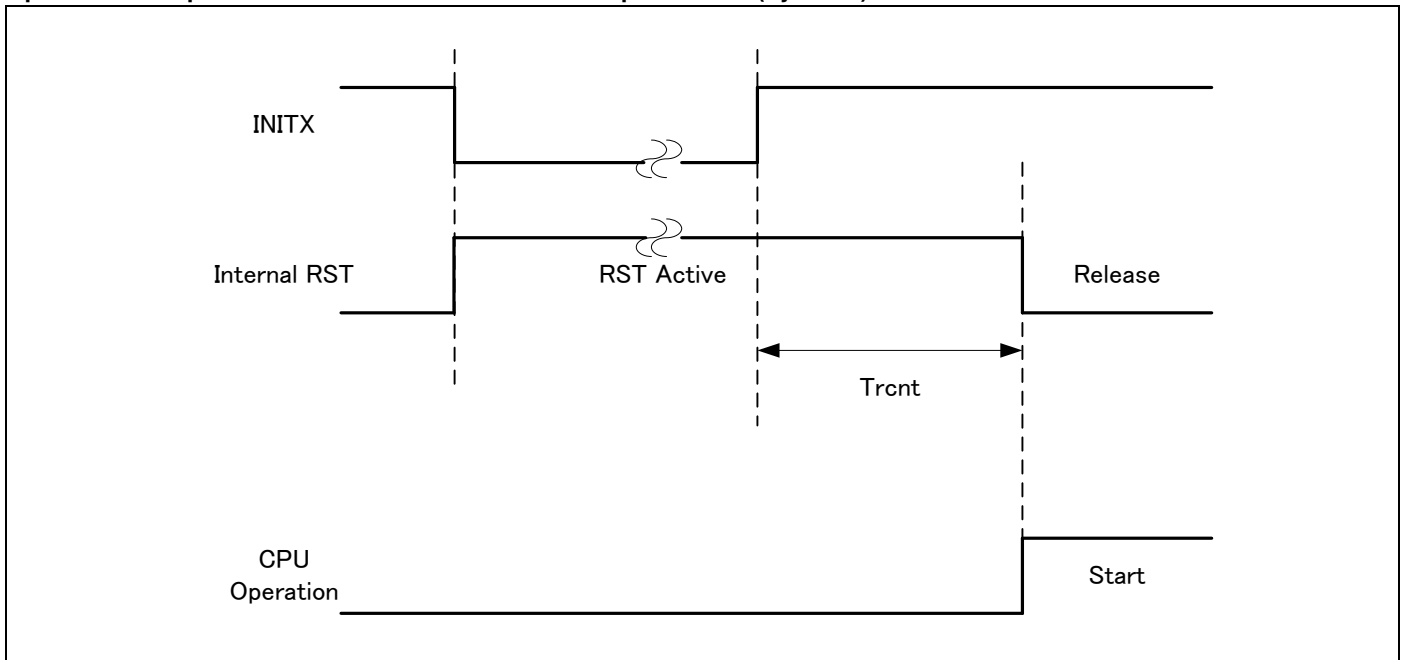 INITX
Internal RST
RST Active
Release
Trcnt
CPU
Operation
Start